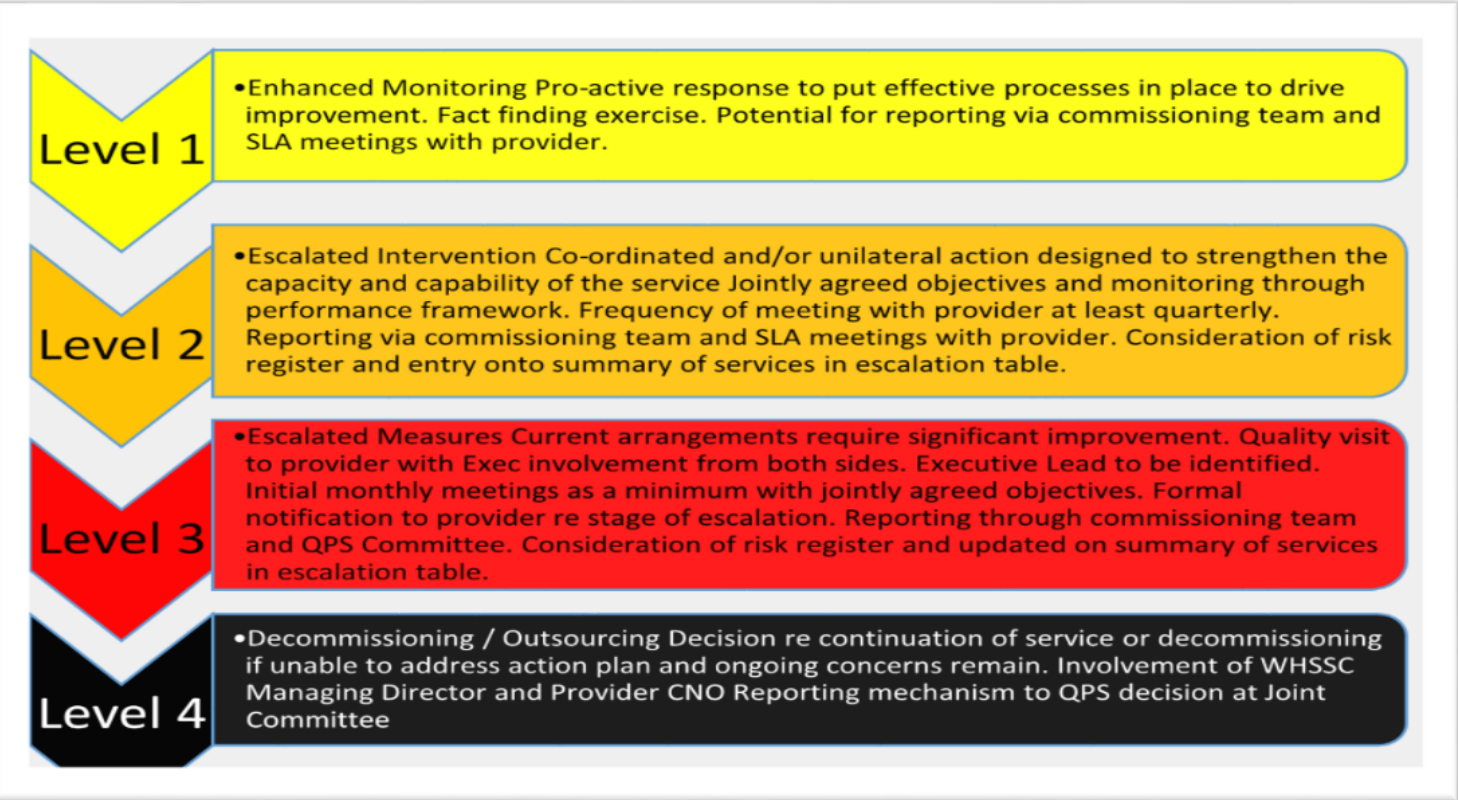 Level 1
•Enhanced Monitoring Pro-active response to put effective processes in place to drive
improvement. Fact finding exercise. Potential for reporting via commissioning team and
SLA meetings with provider.
Level 2
•Escalated Intervention Co-ordinated and/or unilateral action designed to strengthen the
capacity and capability of the service Jointly agreed objectives and monitoring through
performance framework. Frequency of meeting with provider at least quarterly.
Reporting via commissioning team and SLA meetings with provider. Consideration of risk
register and entry onto summary of services in escalation table.
Level 3
•Escalated Measures Current arrangements require significant improvement. Quality visit
to provider with Exec involvement from both sides. Executive Lead to be identified.
Initial monthly meetings as a minimum with jointly agreed objectives. Formal
notification to provider re stage of escalation. Reporting through commissioning team
and QPS Committee. Consideration of risk register and updated on summary of services
in escalation table.
Level 4
•Decommissioning / Outsourcing Decision re continuation of service or decommissioning
if unable to address action plan and ongoing concerns remain. Involvement of WHSSC
Managing Director and Provider CNO Reporting mechanism to QPS decision at Joint
Committee